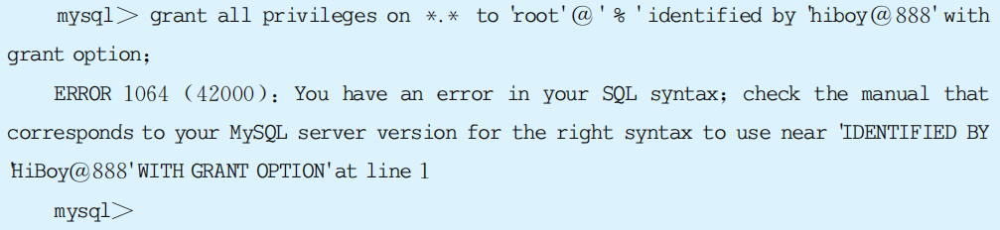 mysql> grant all privileges on *.* to 'root'@' % ' identified by 'hiboy@888' with
grant option;
ERROR 1064 (42000): You have an error in your SQL syntax; check the manual that
corresponds to your MySQL server version for the right syntax to use near 'IDENTIFIED BY
'HiBoy@888' WITH GRANT OPTION' at line 1
mysql>